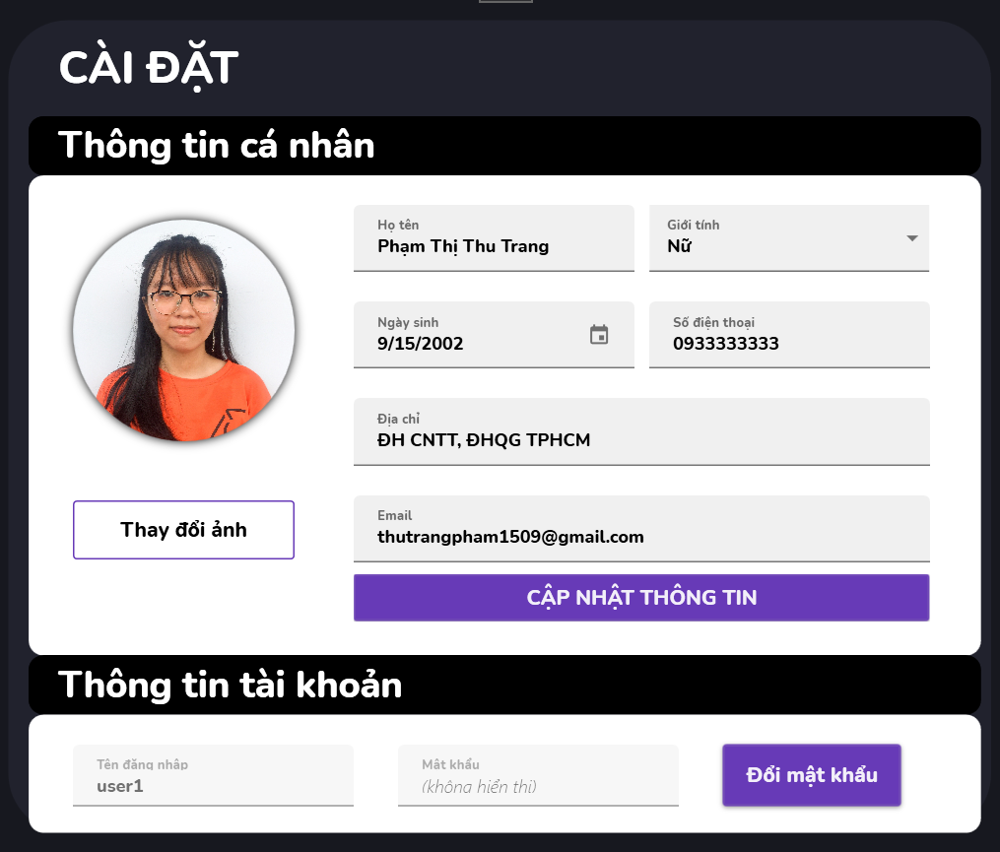 CÀI ĐẶT
Thông tin cá nhân
Họ tên
Phạm Thị Thu Trang
Giới tính
Nữ
Ngày sinh
9/15/2002
Số điện thoại
0933333333
Địa chỉ
ĐH CNTT, ĐHQG TPHCM
Email
thutrangpham1509@gmail.com
Thay đổi ảnh
CẬP NHẬT THÔNG TIN
Thông tin tài khoản
Tên đăng nhập
user1
Mật khẩu
(không hiển thị)
Đổi mật khẩu